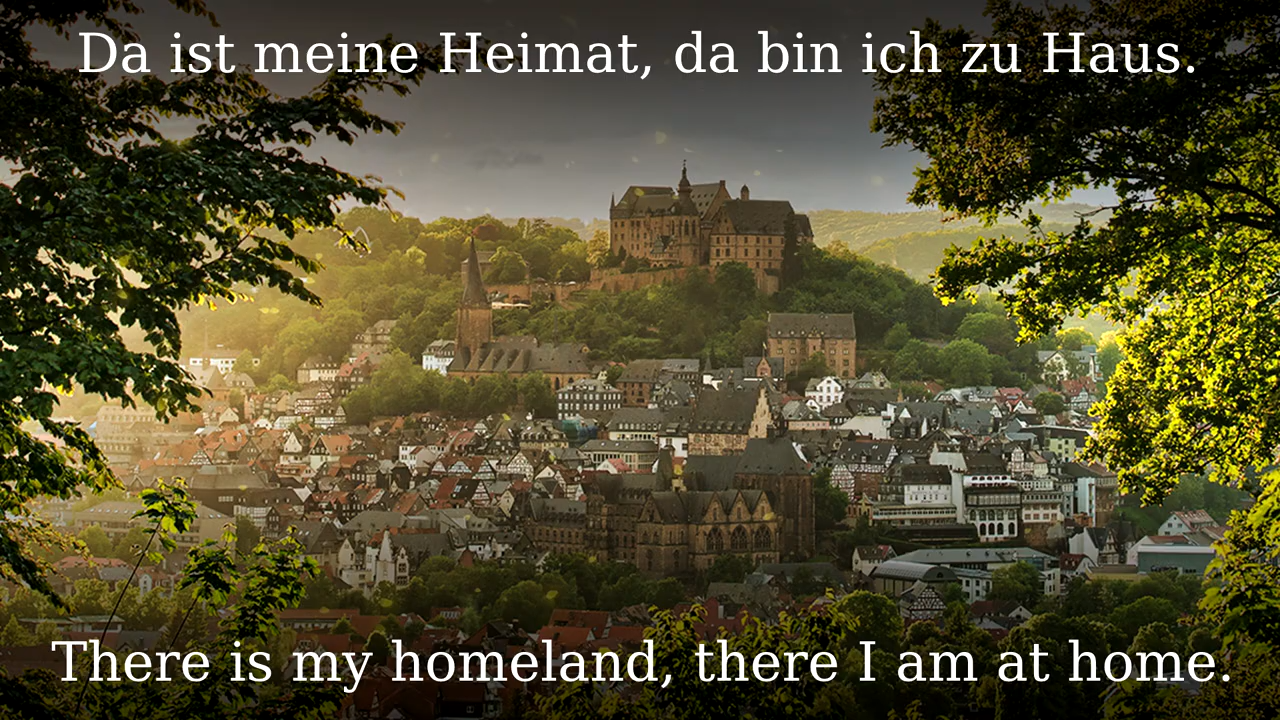 Da ist meine Heimat, da bin ich zu Haus.
There is my homeland, there I am at home.